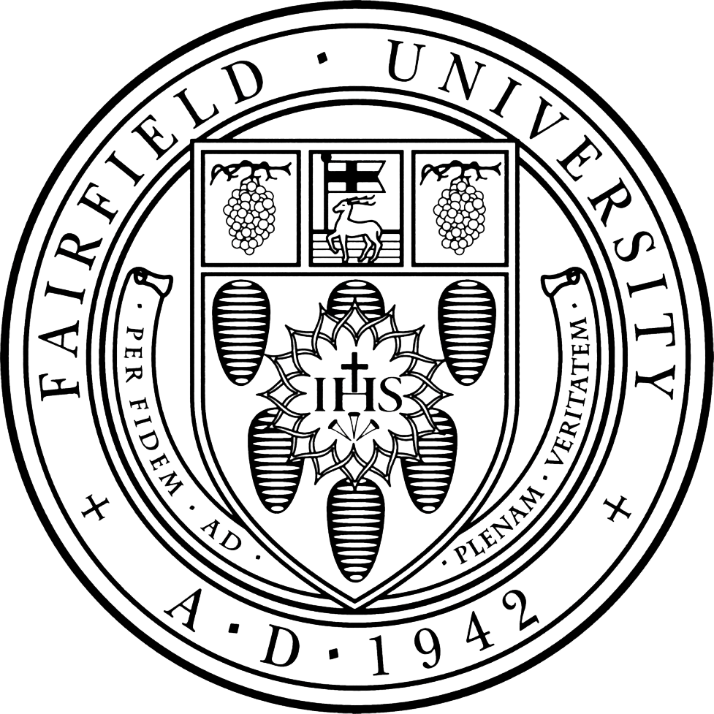 FAIRFIELD · UNIVERSITY
· PER FIDEM · AD ·
· PLENAM · VERITATEM ·
IHS
A · D · 1942